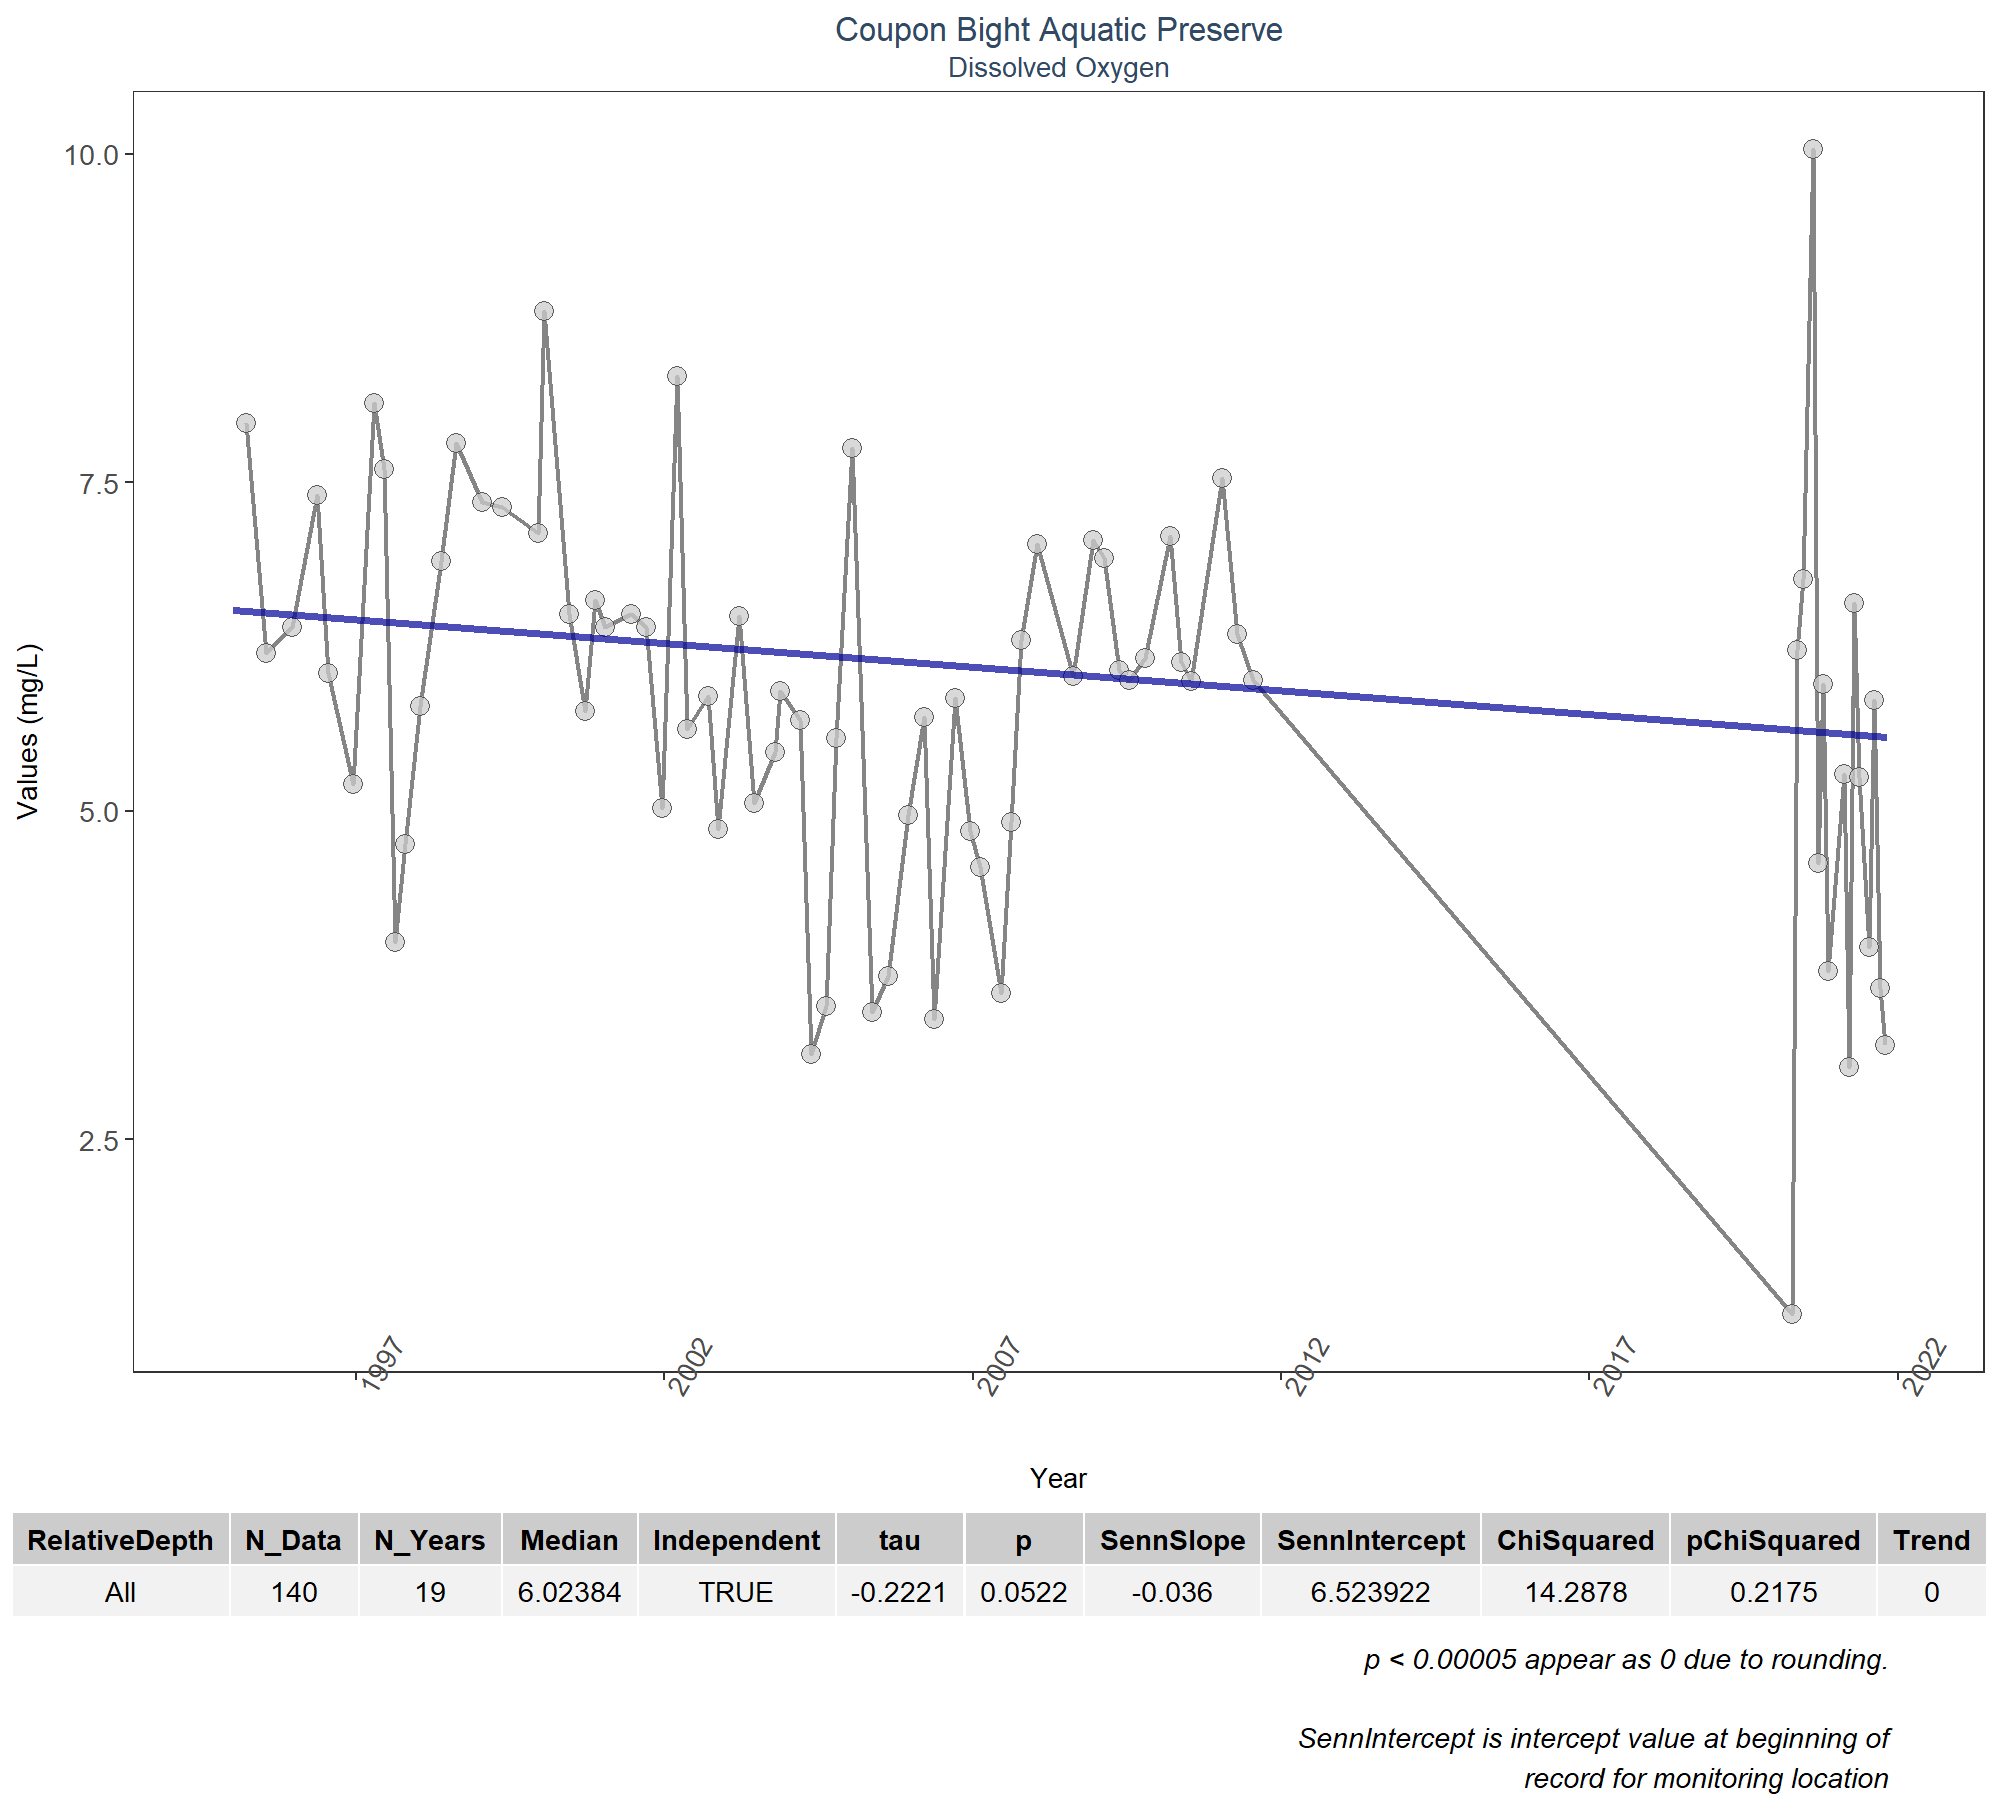 Coupon Bight Aquatic Preserve
Dissolved Oxygen
10.0
7.5
5.0
2.5
Values (mg/L)
1997 2002 2007 2012 2017 2022
Year
RelativeDepth N_Data N_Years Median Independent tau p SennSlope SennIntercept ChiSquared pChiSquared Trend
All 140 19 6.02384 TRUE -0.2221 0.0522 -0.036 6.523922 14.2878 0.2175 0
p < 0.00005 appear as 0 due to rounding.
SennIntercept is intercept value at beginning of
record for monitoring location